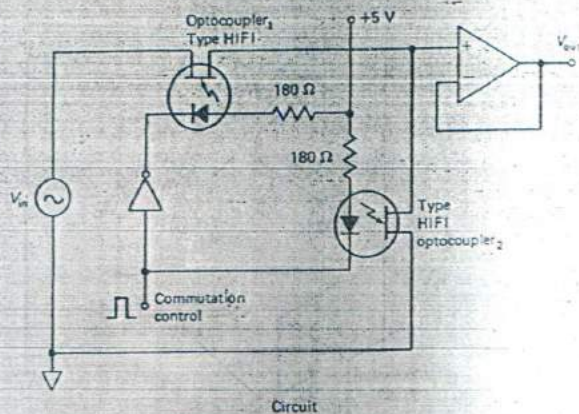 Optocoupler₁
Type HIFI
+5 V
Vout
180 Ω
180 Ω
Vin
Type
HIFI
optocoupler₂
Commutation
control
Circuit